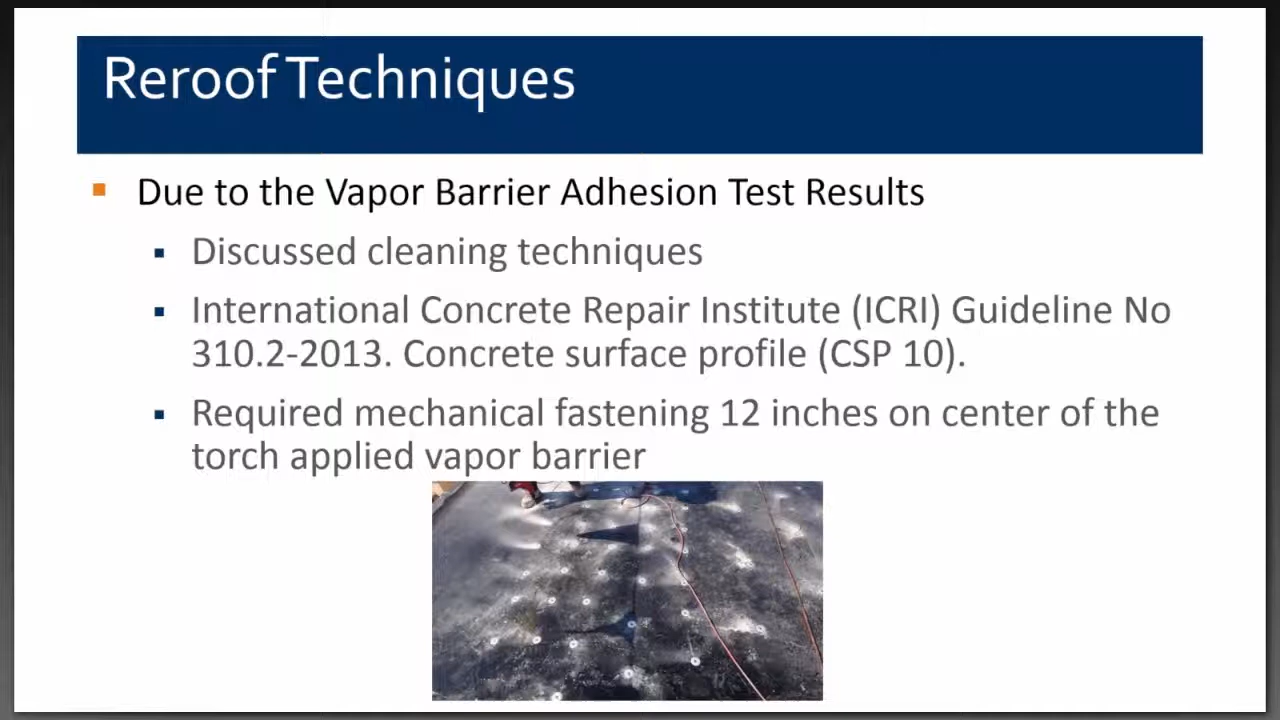 Reroof Techniques
Due to the Vapor Barrier Adhesion Test Results
Discussed cleaning techniques
International Concrete Repair Institute (ICRI) Guideline No
310.2-2013. Concrete surface profile (CSP 10).
Required mechanical fastening 12 inches on center of the
torch applied vapor barrier